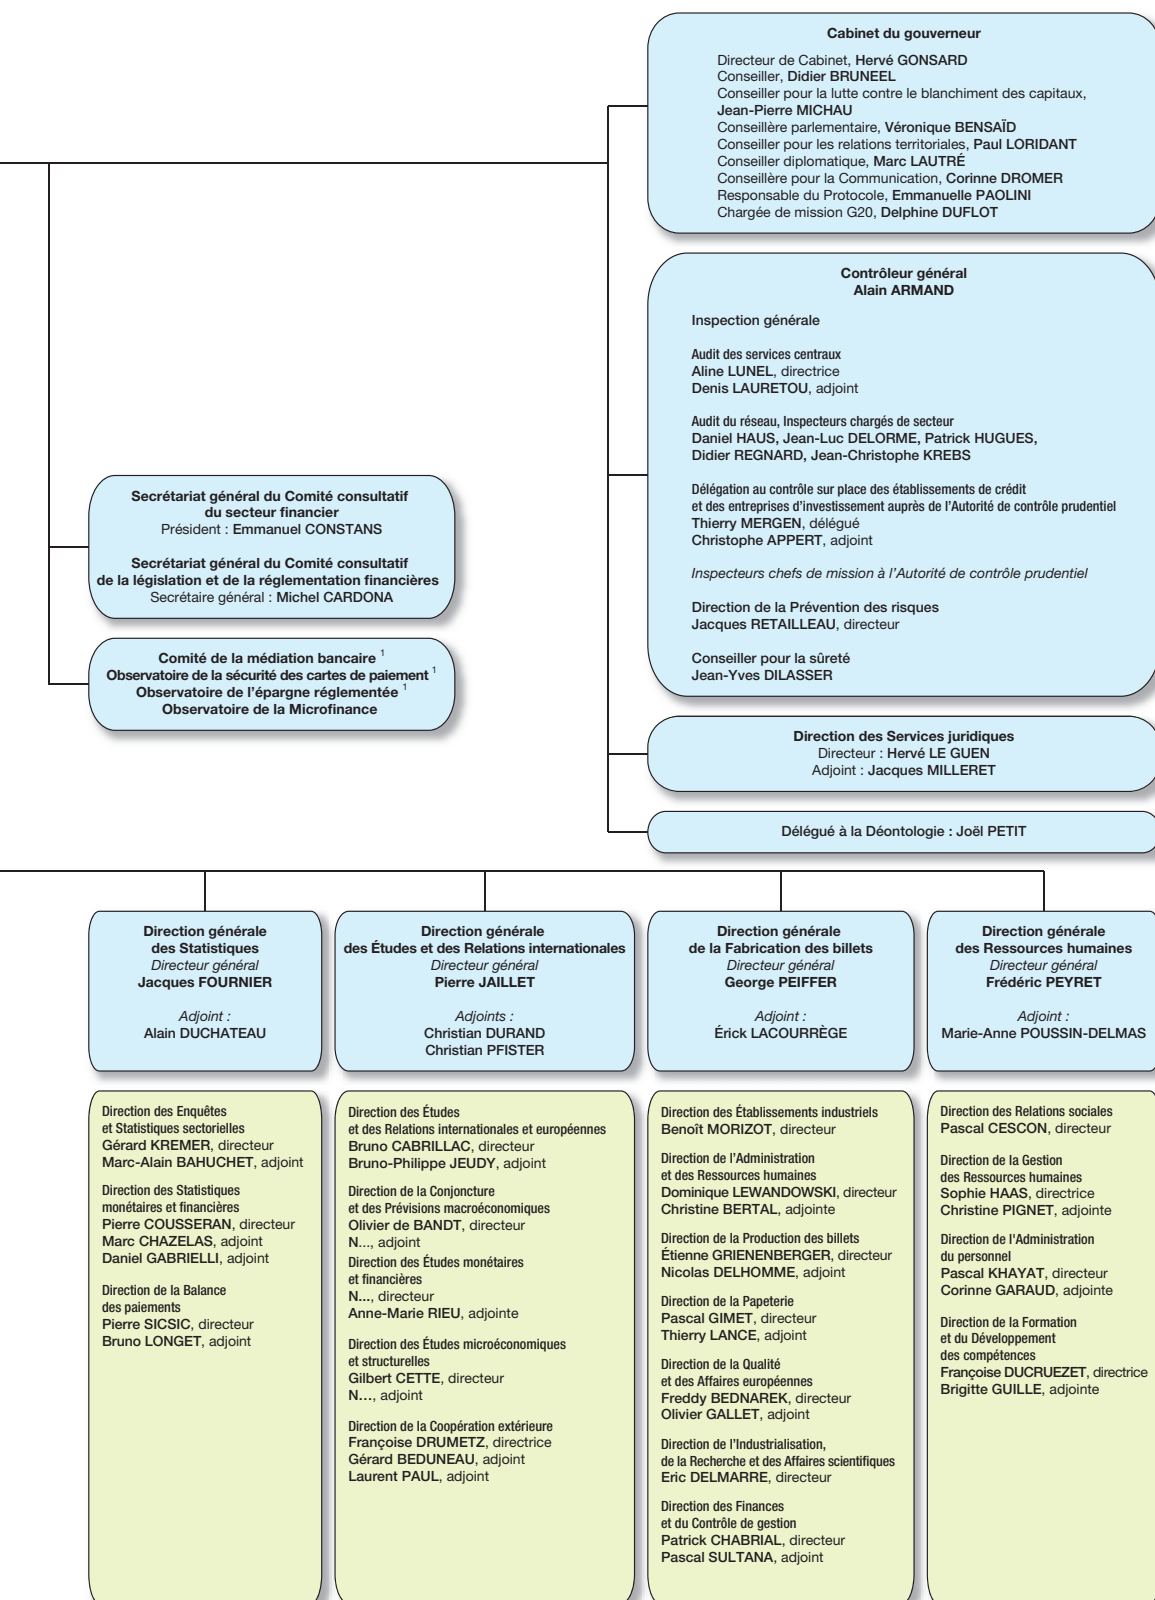 Cabinet du gouverneur
Directeur de Cabinet, Hervé GONSARD
Conseiller, Didier BRUNEEL
Conseiller pour la lutte contre le blanchiment des capitaux,
Jean-Pierre MICHAU
Conseillère parlementaire, Véronique BENSAÏD
Conseiller pour les relations territoriales, Paul LORIDANT
Conseiller diplomatique, Marc LAUTRÉ
Conseillère pour la Communication, Corinne DROMER
Responsable du Protocole, Emmanuelle PAOLINI
Chargée de mission G20, Delphine DUFLOT
Contrôleur général
Alain ARMAND
Inspection générale
Audit des services centraux
Aline LUNEL, directrice
Denis LAURETOU, adjoint
Audit du réseau, Inspecteurs chargés de secteur
Daniel HAUS, Jean-Luc DELORME, Patrick HUGUES,
Didier REGNARD, Jean-Christophe KREBS
Délégation au contrôle sur place des établissements de crédit
et des entreprises d'investissement auprès de l'Autorité de contrôle prudentiel
Thierry MERGEN, délégué
Christophe APPERT, adjoint
Inspecteurs chefs de mission à l'Autorité de contrôle prudentiel
Direction de la Prévention des risques
Jacques RETAILLEAU, directeur
Conseiller pour la sûreté
Jean-Yves DILASSER
Secrétariat général du Comité consultatif
du secteur financier
Président : Emmanuel CONSTANS
Secrétariat général du Comité consultatif
de la législation et de la réglementation financières
Secrétaire général : Michel CARDONA
Comité de la médiation bancaire 1
Observatoire de la sécurité des cartes de paiement 1
Observatoire de l'épargne réglementée 1
Observatoire de la Microfinance
Direction des Services juridiques
Directeur : Hervé LE GUEN
Adjoint : Jacques MILLERET
Délégué à la Déontologie : Joël PETIT
Direction générale
des Statistiques
Directeur général
Jacques FOURNIER
Adjoint :
Alain DUCHATEAU
Direction générale
des Études et des Relations internationales
Directeur général
Pierre JAILLET
Adjoints :
Christian DURAND
Christian PFISTER
Direction générale
de la Fabrication des billets
Directeur général
George PEIFFER
Adjoint :
Érick LACOURRÈGE
Direction générale
des Ressources humaines
Directeur général
Frédéric PEYRET
Adjoint :
Marie-Anne POUSSIN-DELMAS
Direction des Enquêtes
et Statistiques sectorielles
Gérard KREMER, directeur
Marc-Alain BAHUCHET, adjoint
Direction des Statistiques
monétaires et financières
Pierre COUSSERAN, directeur
Marc CHAZELAS, adjoint
Daniel GABRIELLI, adjoint
Direction de la Balance
des paiements
Pierre SICSIC, directeur
Bruno LONGET, adjoint
Direction des Études
et des Relations internationales et européennes
Bruno CABRILLAC, directeur
Bruno-Philippe JEUDY, adjoint
Direction de la Conjoncture
et des Prévisions macroéconomiques
Olivier de BANDT, directeur
N..., adjoint
Direction des Études monétaires
et financières
N..., directeur
Anne-Marie RIEU, adjointe
Direction des Études microéconomiques
et structurelles
Gilbert CETTE, directeur
N..., adjoint
Direction de la Coopération extérieure
Françoise DRUMETZ, directrice
Gérard BEDUNEAU, adjoint
Laurent PAUL, adjoint
Direction des Établissements industriels
Benoît MORIZOT, directeur
Direction de l'Administration
et des Ressources humaines
Dominique LEWANDOWSKI, directeur
Christine BERTAL, adjointe
Direction de la Production des billets
Étienne GRIENENBERGER, directeur
Nicolas DELHOMME, adjoint
Direction de la Papeterie
Pascal GIMET, directeur
Thierry LANCE, adjoint
Direction de la Qualité
et des Affaires européennes
Freddy BEDNAREK, directeur
Olivier GALLET, adjoint
Direction de l'Industrialisation,
de la Recherche et des Affaires scientifiques
Eric DELMARRE, directeur
Direction des Finances
et du Contrôle de gestion
Patrick CHABRIAL, directeur
Pascal SULTANA, adjoint
Direction des Relations sociales
Pascal CESCON, directeur
Direction de la Gestion
des Ressources humaines
Sophie HAAS, directrice
Christine PIGNET, adjointe
Direction de l'Administration
du personnel
Pascal KHAYAT, directeur
Corinne GARAUD, adjointe
Direction de la Formation
et du Développement
des compétences
Françoise DUCRUEZET, directrice
Brigitte GUILLE, adjointe